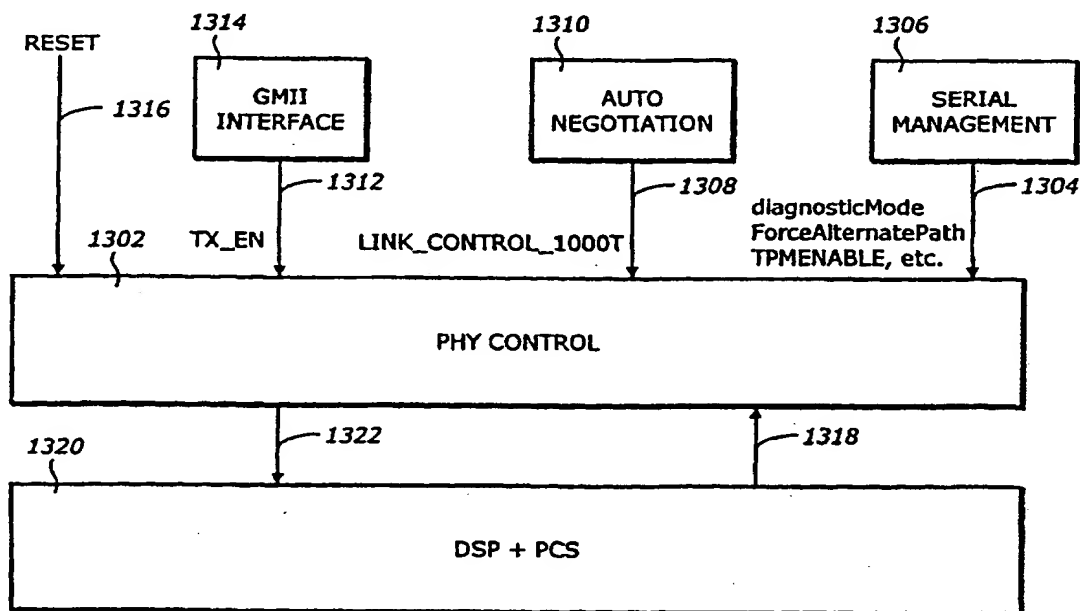 RESET
1314
1310
1306
GMII
INTERFACE
AUTO
NEGOTIATION
SERIAL
MANAGEMENT
1316
1312
1308
1304
1302
TX_EN
LINK_CONTROL_1000T
diagnosticMode
ForceAlternatePath
TPMENABLE, etc.
PHY CONTROL
1320
1322
1318
DSP + PCS